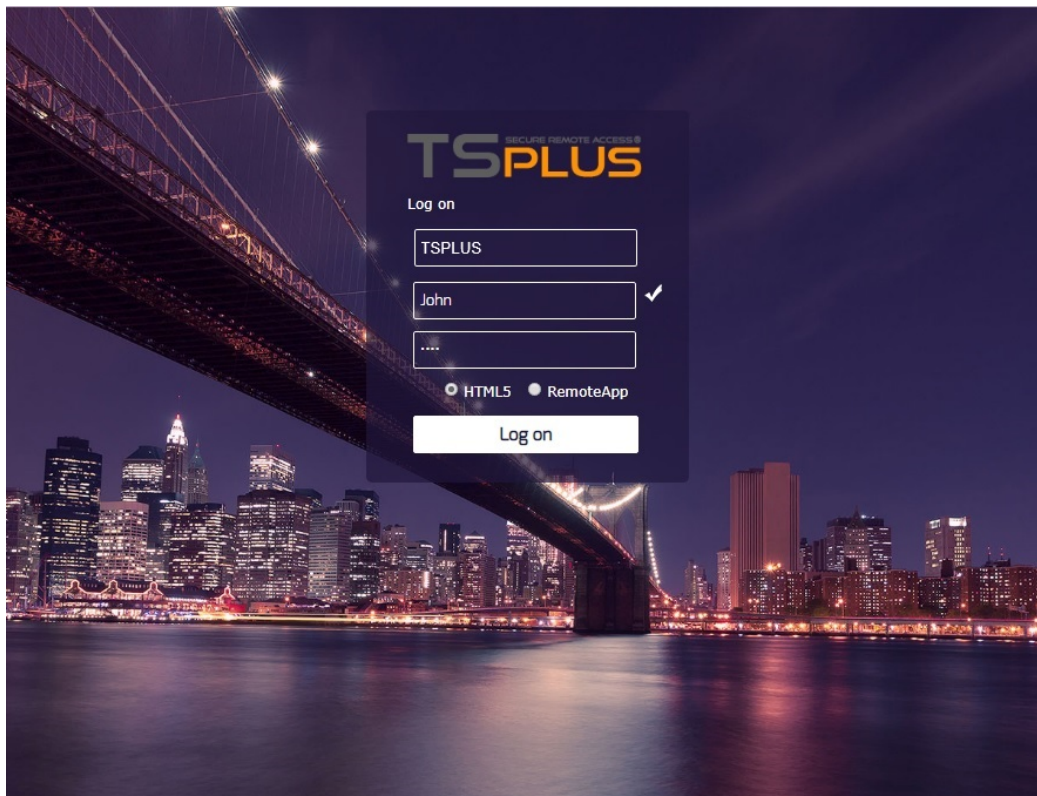 SECURE REMOTE ACCESS®
TSPLUS
Log on
TSPLUS
John
....
HTML5 RemoteApp
Log on